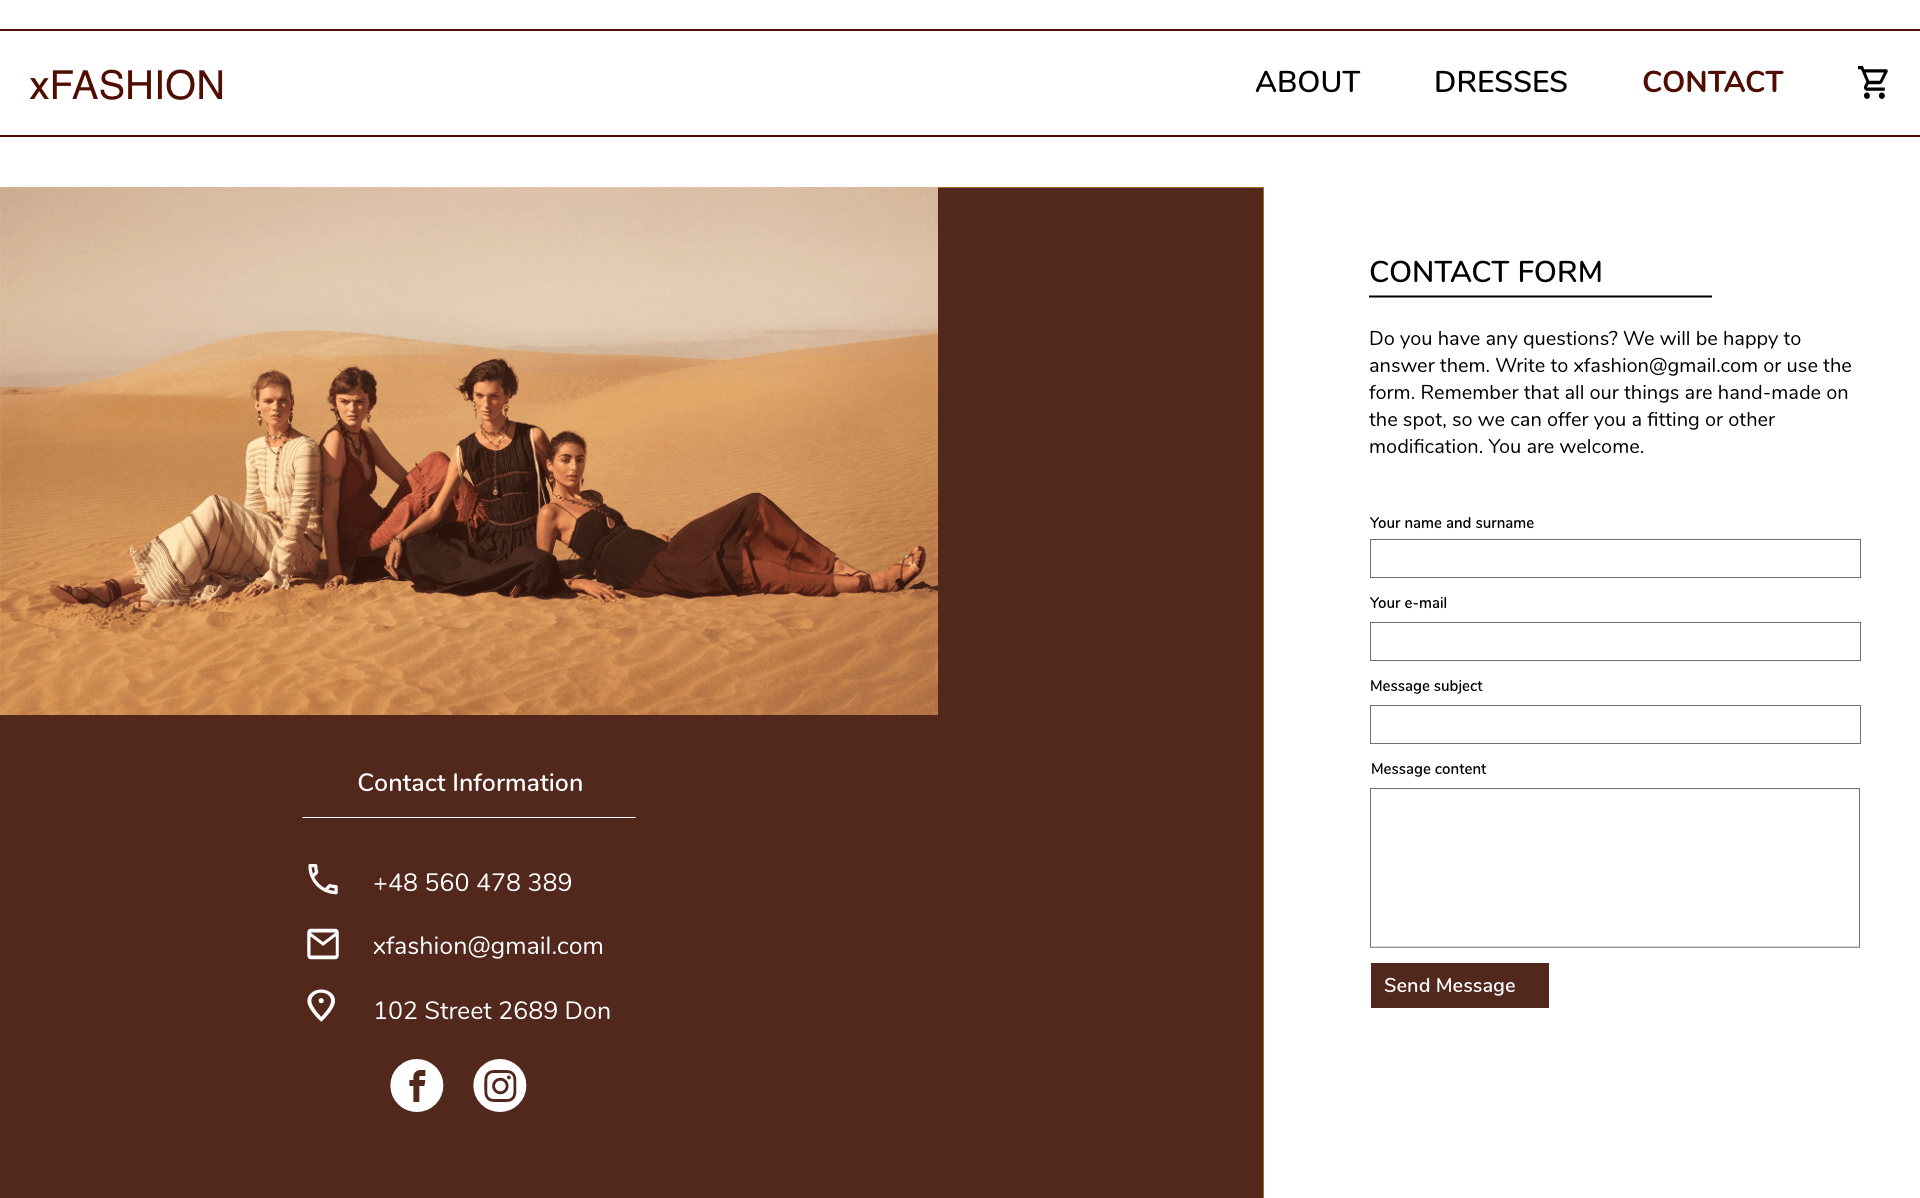 xFASHION
ABOUT
DRESSES
CONTACT
CONTACT FORM
Do you have any questions? We will be happy to
answer them. Write to xfashion@gmail.com or use the
form. Remember that all our things are hand-made on
the spot, so we can offer you a fitting or other
modification. You are welcome.
Your name and surname
Your e-mail
Message subject
Message content
Send Message
Contact Information
+48 560 478 389
xfashion@gmail.com
102 Street 2689 Don